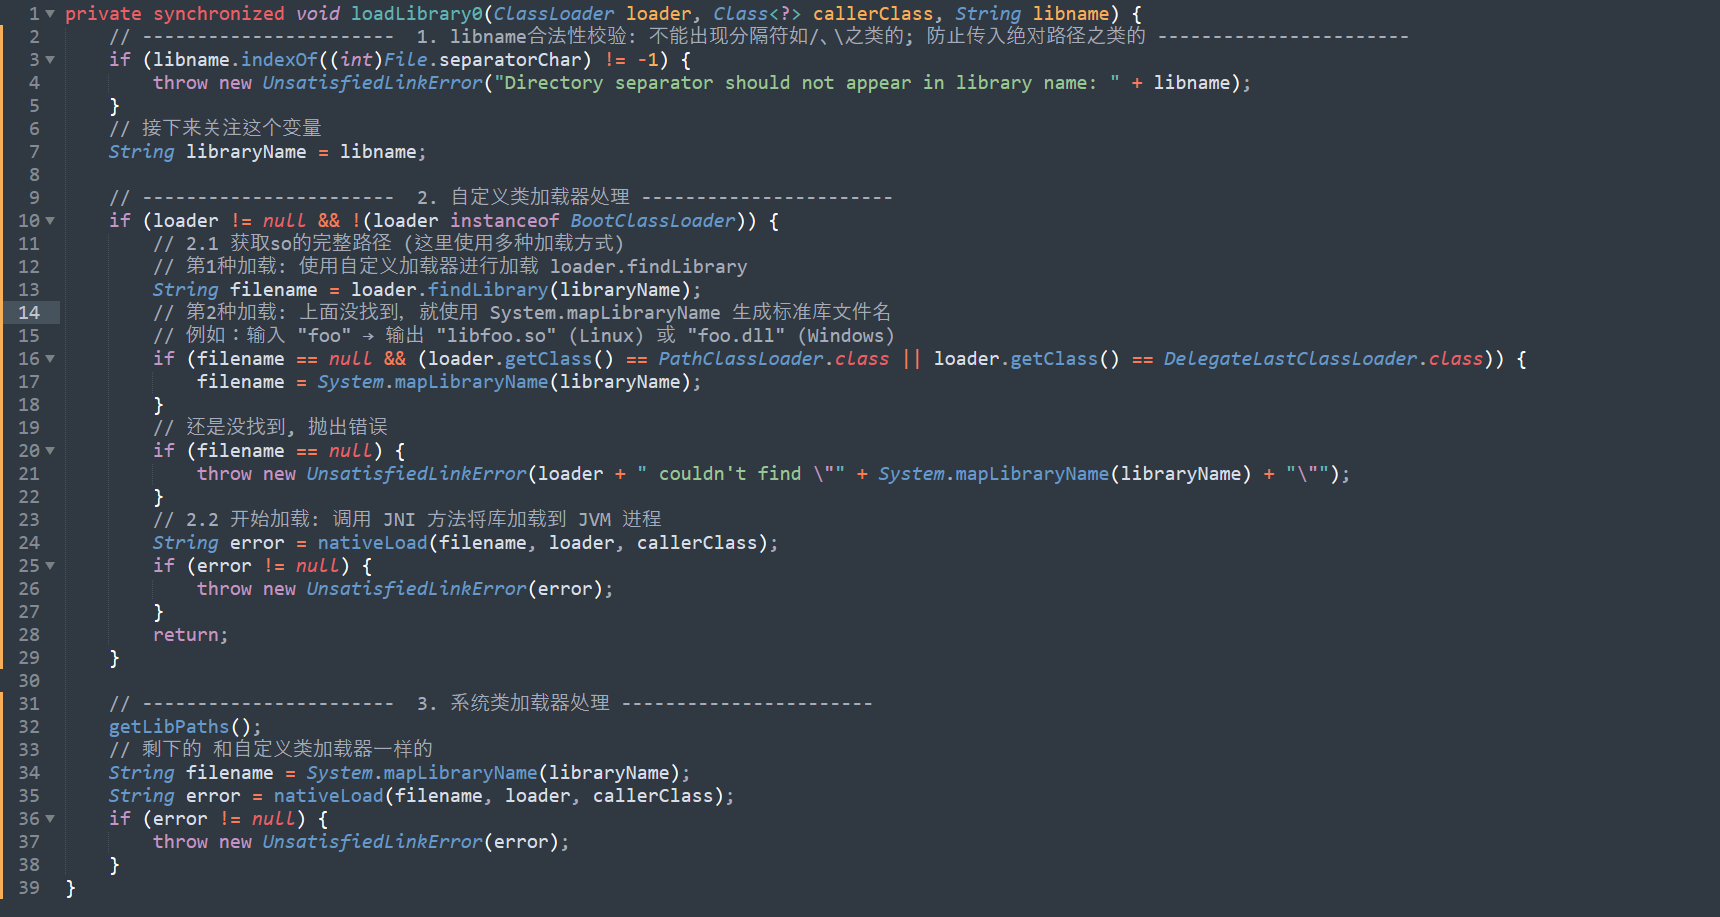 1 private synchronized void loadLibrary0(ClassLoader loader, Class<?> callerClass, String libname) {
2     // -----------------------  1. libname合法性校验: 不能出现分隔符如/、\之类的; 防止传入绝对路径之类的 -----------------------
3     if (libname.indexOf((int)File.separatorChar) != -1) {
4         throw new UnsatisfiedLinkError("Directory separator should not appear in library name: " + libname);
5     }
6     // 接下来关注这个变量
7     String libraryName = libname;
8
9     // -----------------------  2. 自定义类加载器处理 -----------------------
10     if (loader != null && !(loader instanceof BootClassLoader)) {
11         // 2.1 获取so的完整路径 (这里使用多种加载方式)
12         // 第1种加载: 使用自定义加载器进行加载 loader.findLibrary
13         String filename = loader.findLibrary(libraryName);
14         // 第2种加载: 上面没找到, 就使用 System.mapLibraryName 生成标准库文件名
15         // 例如：输入 "foo" → 输出 "libfoo.so" (Linux) 或 "foo.dll" (Windows)
16         if (filename == null && (loader.getClass() == PathClassLoader.class || loader.getClass() == DelegateLastClassLoader.class)) {
17             filename = System.mapLibraryName(libraryName);
18         }
19         // 还是没找到, 抛出错误
20         if (filename == null) {
21             throw new UnsatisfiedLinkError(loader + " couldn't find \"" + System.mapLibraryName(libraryName) + "\"");
22         }
23         // 2.2 开始加载: 调用 JNI 方法将库加载到 JVM 进程
24         String error = nativeLoad(filename, loader, callerClass);
25         if (error != null) {
26             throw new UnsatisfiedLinkError(error);
27         }
28         return;
29     }
30
31     // -----------------------  3. 系统类加载器处理 -----------------------
32     getLibPaths();
33     // 剩下的 和自定义类加载器一样的
34     String filename = System.mapLibraryName(libraryName);
35     String error = nativeLoad(filename, loader, callerClass);
36     if (error != null) {
37         throw new UnsatisfiedLinkError(error);
38     }
39 }